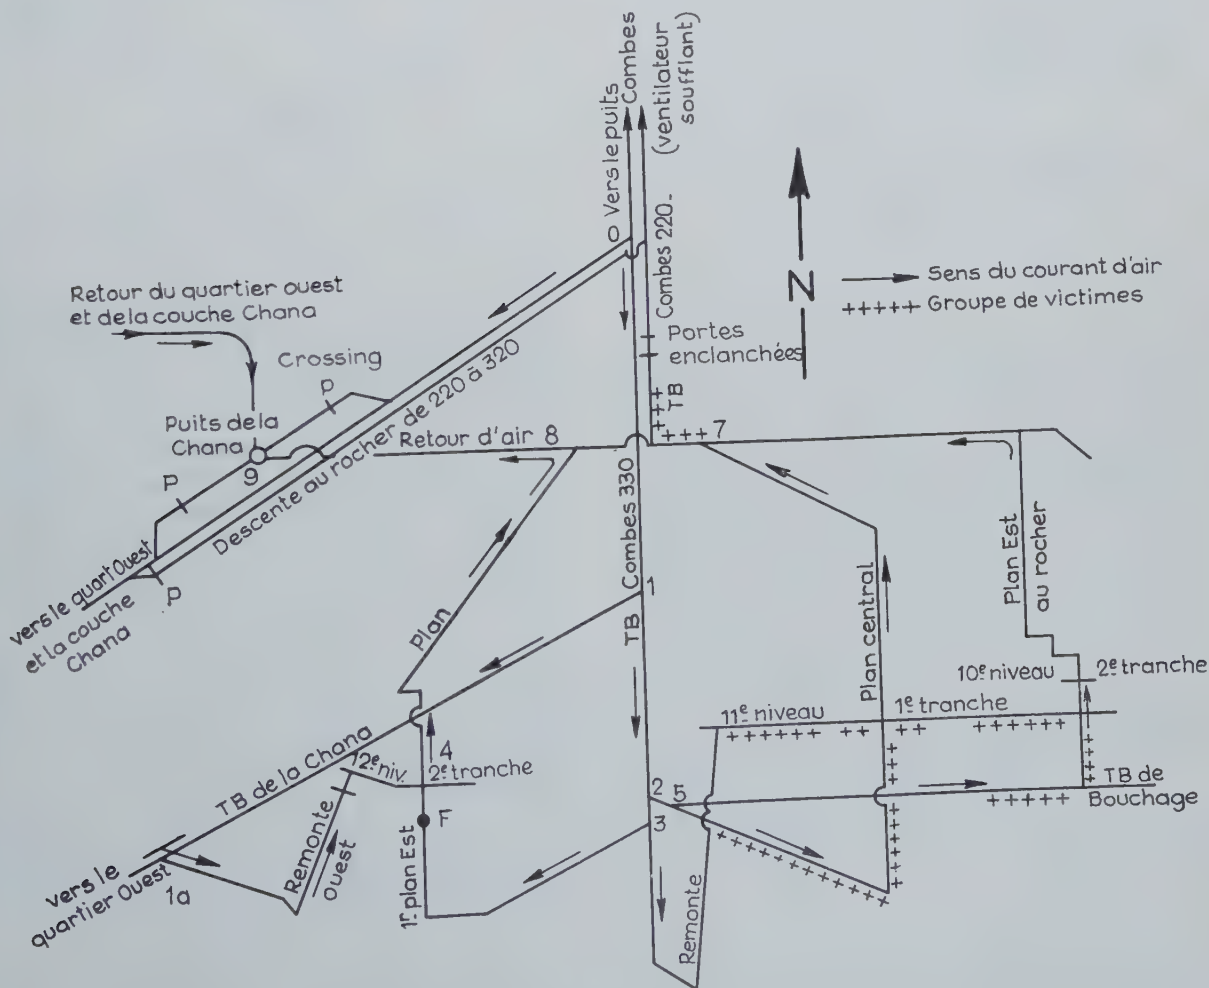 Vers le puits
Combes
(ventilateur
soufflant)
O
Combes 220-
N
Sens du courant d'air
+++++ Groupe de victimes
Retour du quartier ouest
et de la couche Chana
Crossing
P
Portes
enclanchées
TB
Puits de la
Chana
9
Descente au rocher de 220 à 320
Retour d'air 8
7
P
P
vers le quart Ouest
et la couche
Chana
Combes 330
1
TB
Plan
Plan central
Plan Est
au rocher
10e niveau
2e tranche
11e niveau
1e tranche
TB de la Chana
4
12e niv.
2e tranche
2
5
TB de
Bouchage
F
3
vers le
quartier Ouest
1a
Remonte
Ouest
1r plan Est
Remonte